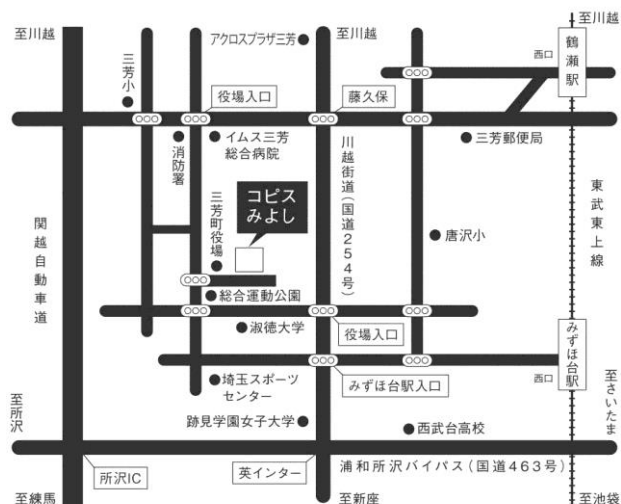 至川越
アクロスプラザ三芳
至川越
至川越
西口
鶴瀬駅
三芳小
役場入口
藤久保
消防署
イムス三芳
総合病院
三芳郵便局
川越街道(国道254号)
関越自動車道
東武東上線
コピス
みよし
三芳町役場
唐沢小
総合運動公園
淑徳大学
役場入口
みずほ台駅
みずほ台駅入口
西口
埼玉スポーツ
センター
至所沢
至さいたま
跡見学園女子大学
西武台高校
所沢IC
英インター
浦和所沢バイパス(国道463号)
至練馬
至新座
至池袋